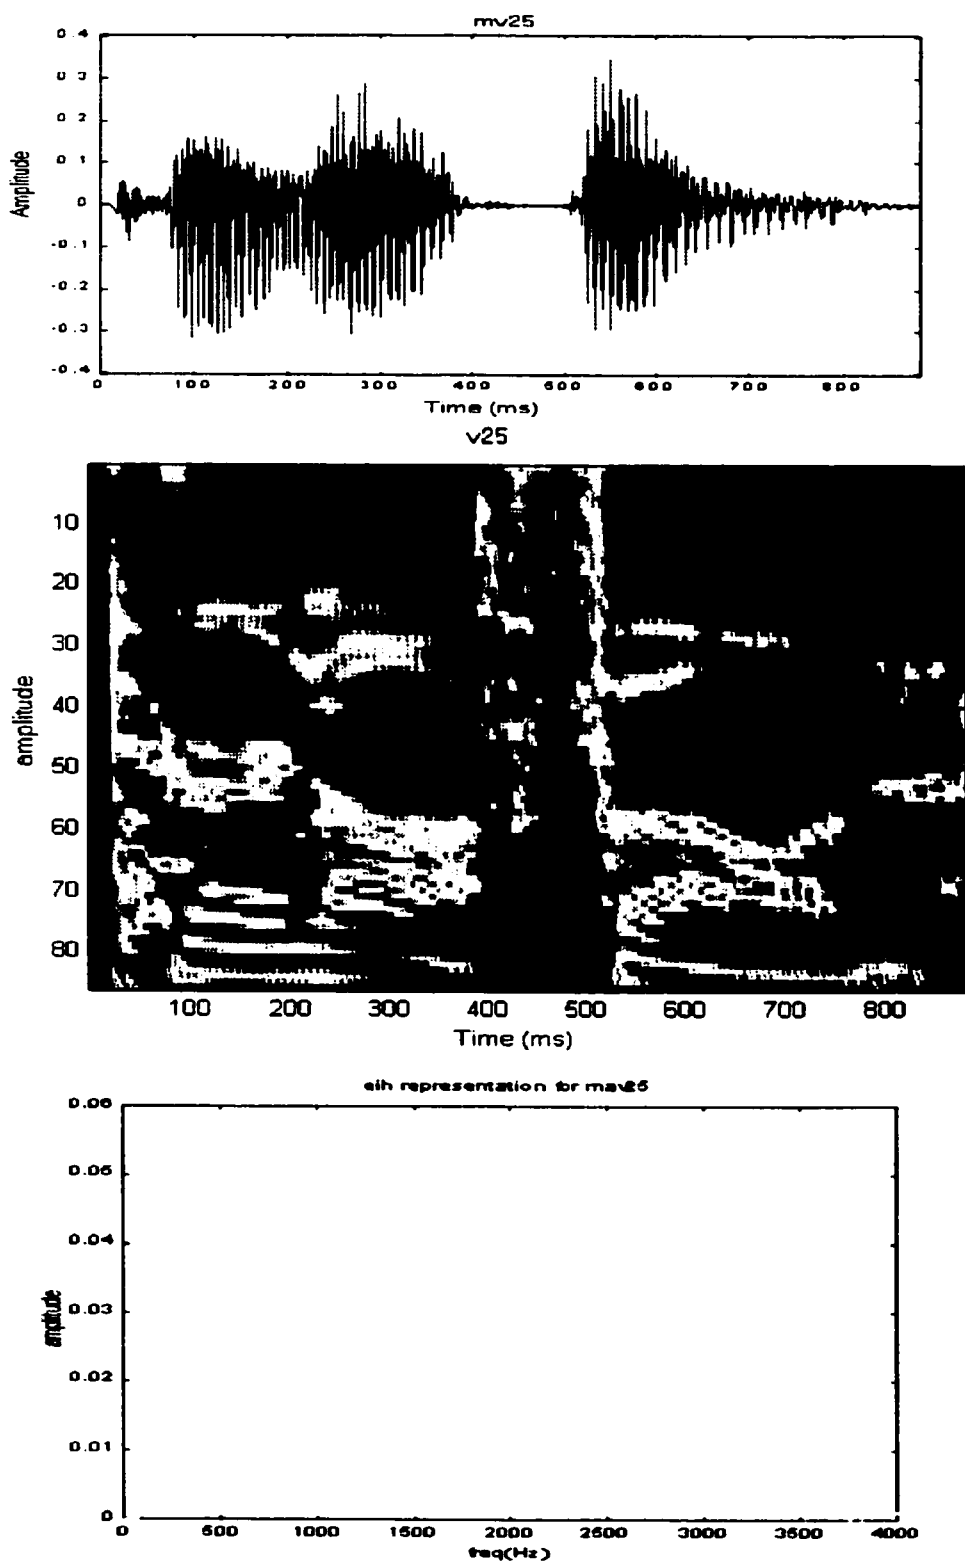 mv25
0.4
0.3
0.2
0.1
0
-0.1
-0.2
-0.3
-0.4
Amplitude
0 100 200 300 400 500 600 700 800
Time (ms)
v25
10
20
30
40
50
60
70
80
amplitude
100 200 300 400 500 600 700 800
Time (ms)
eih representation for mav25
0.06
0.05
0.04
0.03
0.02
0.01
0
amplitude
0 500 1000 1500 2000 2500 3000 3500 4000
freq(Hz)